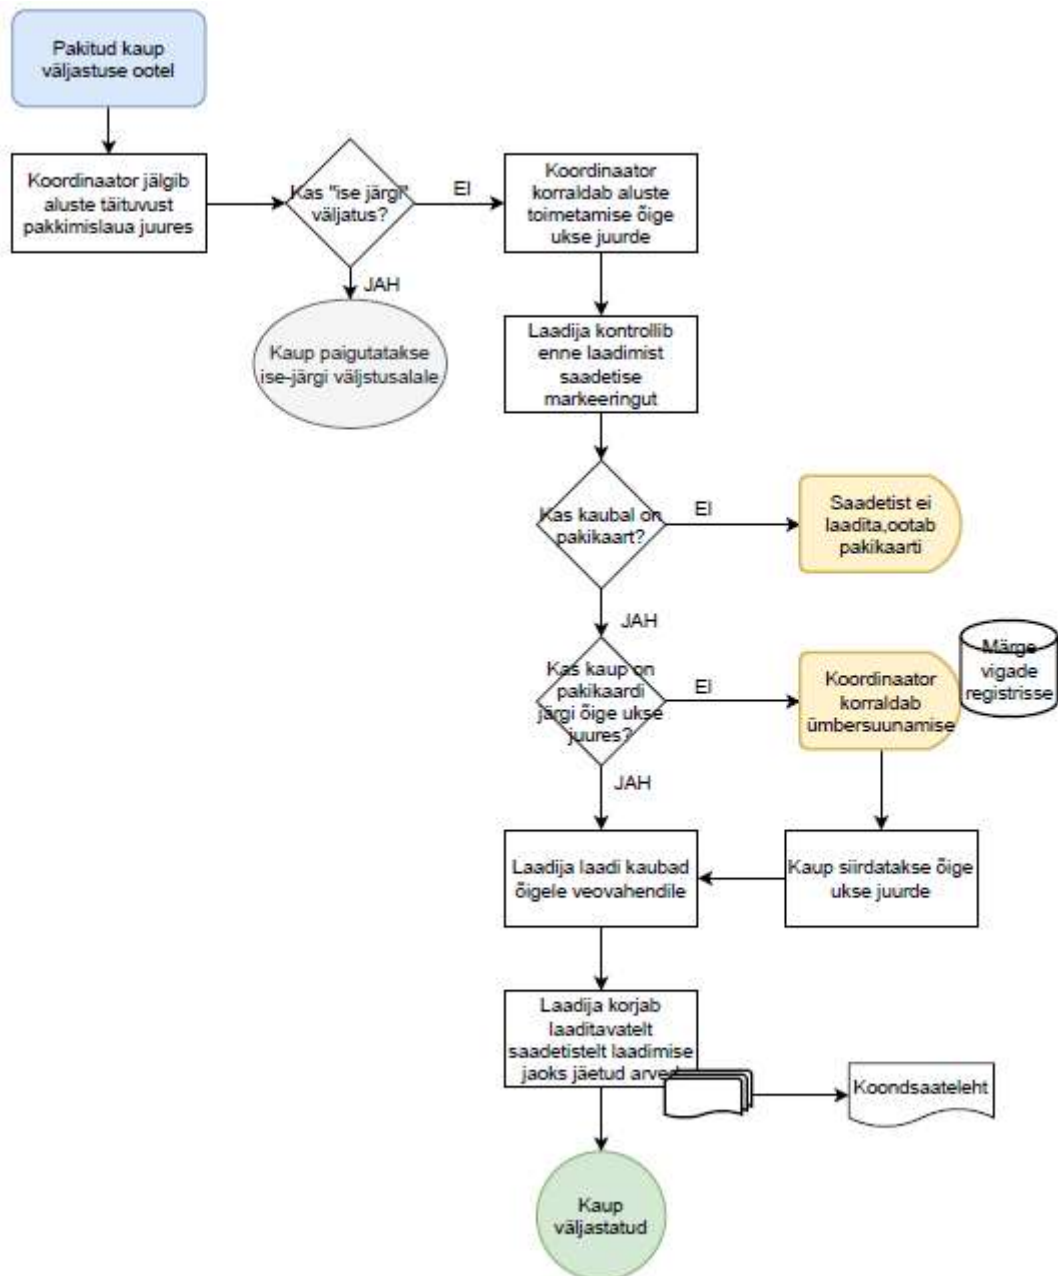 Pakitud kaup
väljastuse ootel
Koordinaator jälgib
aluste täituvust
pakkimislaua juures
Kas "ise järgi"
väljatus?
EI
Koordinaator
korraldab aluste
toimetamise õige
ukse juurde
JAH
Kaup paigutatakse
ise-järgi väljstusalale
Laadija kontrollib
enne laadimist
saadetise
markeeringut
Kas kaubal on
pakikaart?
EI
Saadetist ei
laadita,ootab
pakikaarti
JAH
Kas kaup on
pakikaardi
järgi õige ukse
juures?
EI
Koordinaator
korraldab
ümbersuunamise
Märge
vigade
registrisse
JAH
Laadija laadi kaubad
õigele veovahendile
Kaup siirdatakse õige
ukse juurde
Laadija korjab
laaditavatelt
saadetistelt laadimise
jaoks jäetud arved
Koondsaateleht
Kaup
väljastatud